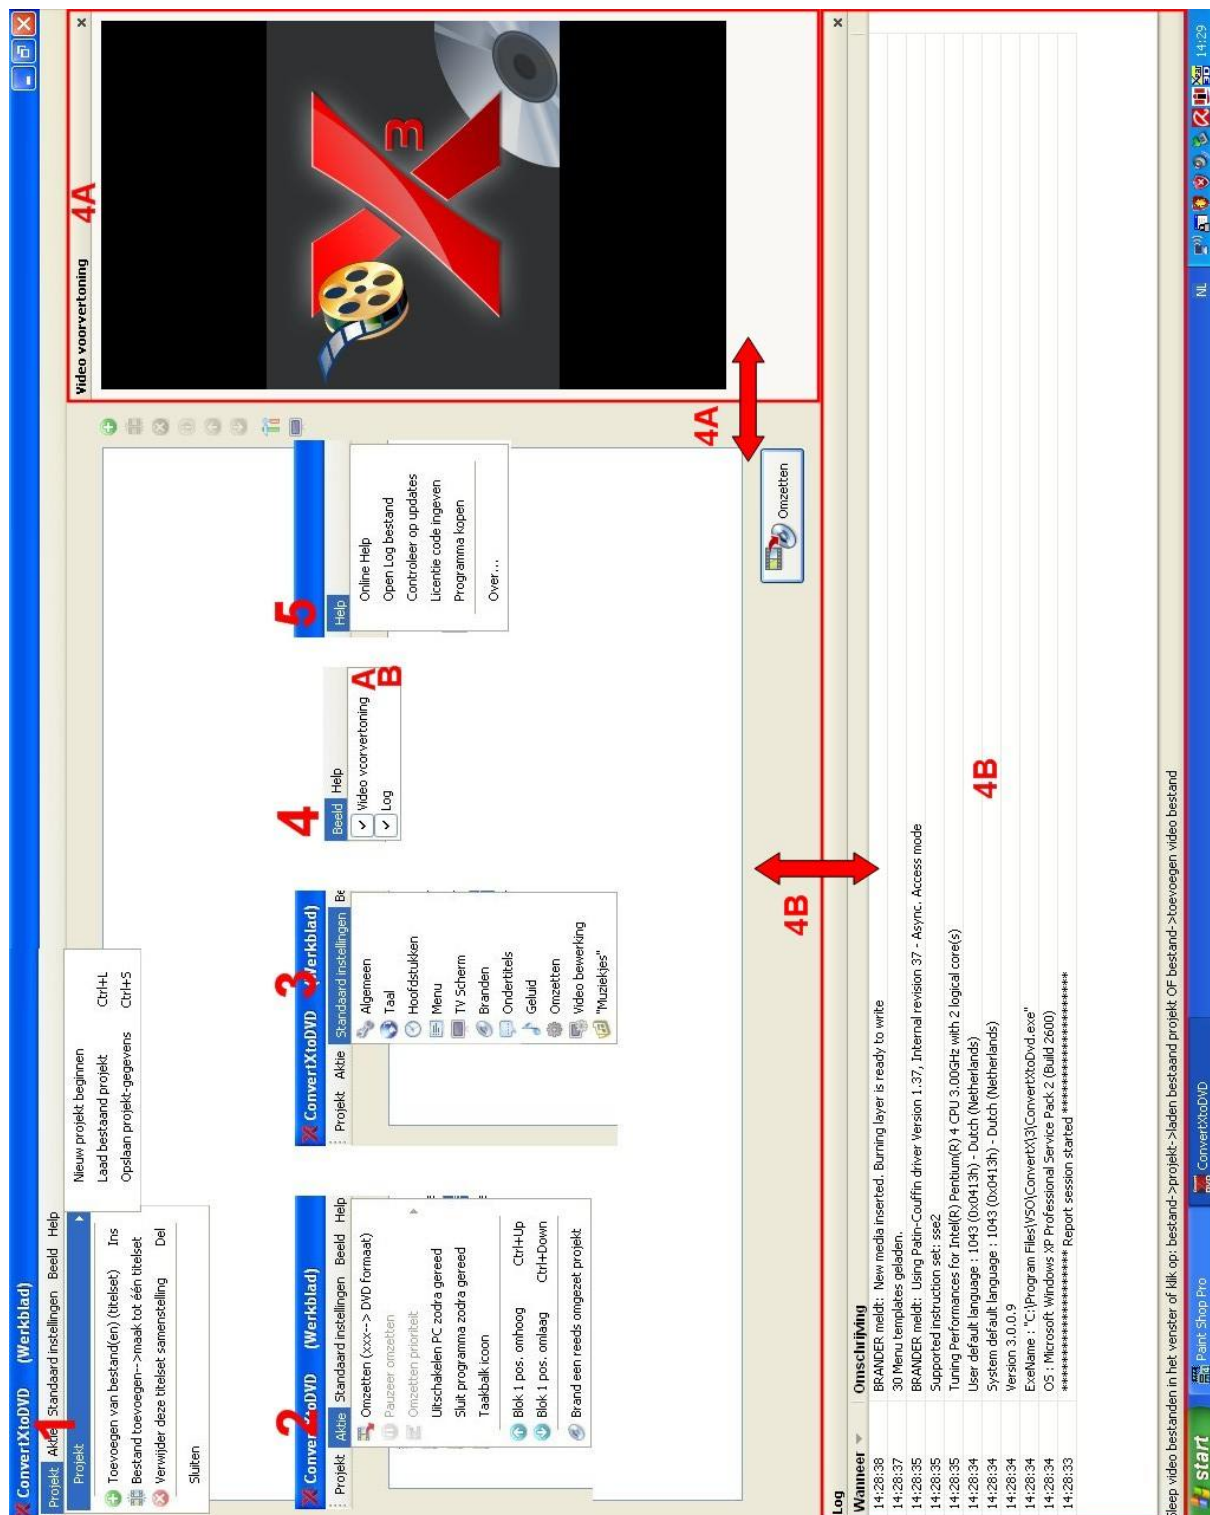 ConvertXtoDVD (Werkblad)
1
Projekt Aktie Standaard instellingen Beeld Help
Projekt
Nieuw projekt beginnen
Laad bestaand projekt Ctrl+L
Opslaan projekt-gegevens Ctrl+S
Toevoegen van bestand(en) (titelset) Ins
Bestand toevoegen-->maak tot één titelset
Verwijder deze titelset samenstelling Del
Sluiten
Video voorvertoning
4A
3
2
ConvertXtoDVD (Werkblad)
Projekt Aktie Standaard instellingen Beeld Help
Omzetten (xxx--> DVD formaat)
Pauzeer omzetten
Omzetten prioriteit
Uitschakelen PC zodra gereed
Sluit programma zodra gereed
Taakbalk icoon
Blok 1 pos. omhoog Ctrl+Up
Blok 1 pos. omlaag Ctrl+Down
Brand een reeds omgezet projekt
3
ConvertXtoDVD (Werkblad)
Projekt Aktie Standaard instellingen Be
Algemeen
Taal
Hoofdstukken
Menu
TV Scherm
Branden
Ondertitels
Geluid
Omzetten
Video bewerking
"Muziekjes"
4
Beeld Help
Video voorvertoning A
Log B
5
Help
Online Help
Open Log bestand
Controleer op updates
Licentie code ingeven
Programma kopen
Over...
4A
Omzetten
4B
Log
Wanneer Omschrijving
14:28:38 BRANDER meldt: New media inserted. Burning layer is ready to write
14:28:37 30 Menu templates geladen.
14:28:35 BRANDER meldt: Using Patin-Couffin driver Version 1.37, Internal revision 37 - Async. Access mode
14:28:35 Supported instruction set: sse2
14:28:35 Tuning Performances for Intel(R) Pentium(R) 4 CPU 3.00GHz with 2 logical core(s)
14:28:34 User default language : 1043 (0x0413h) - Dutch (Netherlands)
14:28:34 System default language : 1043 (0x0413h) - Dutch (Netherlands)
14:28:34 Version 3.0.0.9
14:28:34 ExeName : "C:\Program Files\VSO\ConvertX\3\ConvertXtoDvd.exe"
14:28:34 OS : Microsoft Windows XP Professional Service Pack 2 (Build 2600)
14:28:33 ************************ Report session started ************************
4B
Sleep video bestanden in het venster of klik op: bestand->projekt->laden bestaand projekt OF bestand->toevoegen video bestand
start
Paint Shop Pro
ConvertXtoDVD
NL
14:29